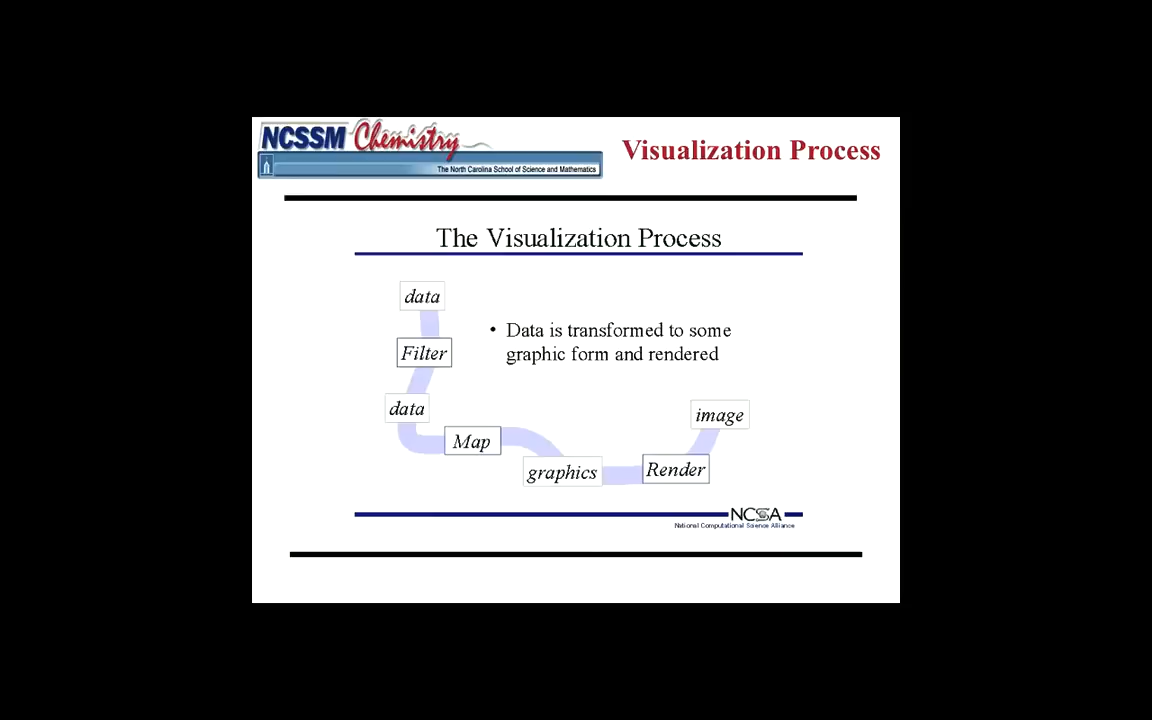 NCSSM Chemistry
The North Carolina School of Science and Mathematics
Visualization Process
The Visualization Process
data
Filter
data
Map
graphics
Render
image
• Data is transformed to some
graphic form and rendered
NCSA
National Computational Science Alliance